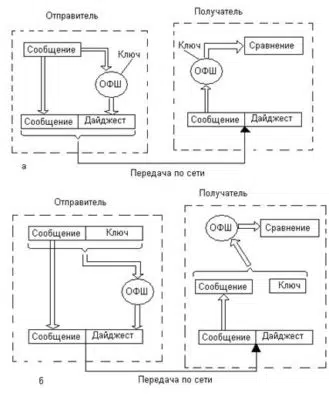 Отправитель
Получатель
Сообщение
Ключ
ОФШ
Сообщение Дайджест
Ключ
ОФШ
Сравнение
Сообщение Дайджест
а
Передача по сети
Отправитель
Получатель
Сообщение Ключ
ОФШ
Сообщение Дайджест
ОФШ
Сравнение
Сообщение
Ключ
Сообщение Дайджест
б
Передача по сети